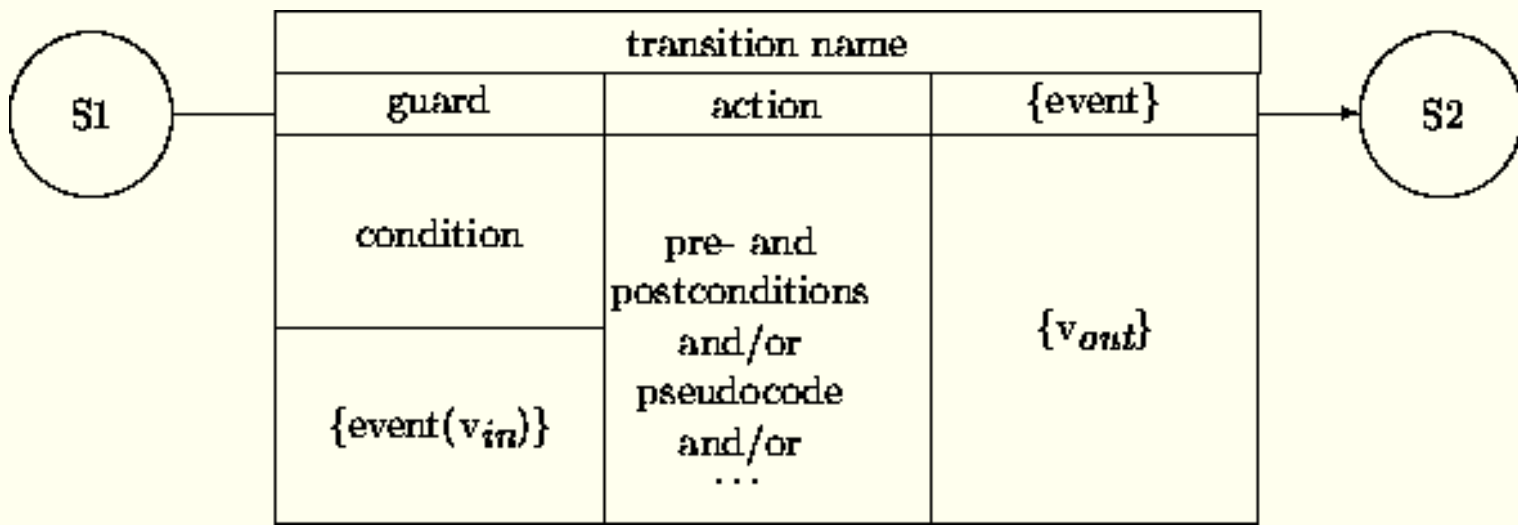 transition name
S1
guard
action
{event}
S2
condition
pre- and
postconditions
and/or
pseudocode
and/or
...
{event(v_in)}
{v_out}